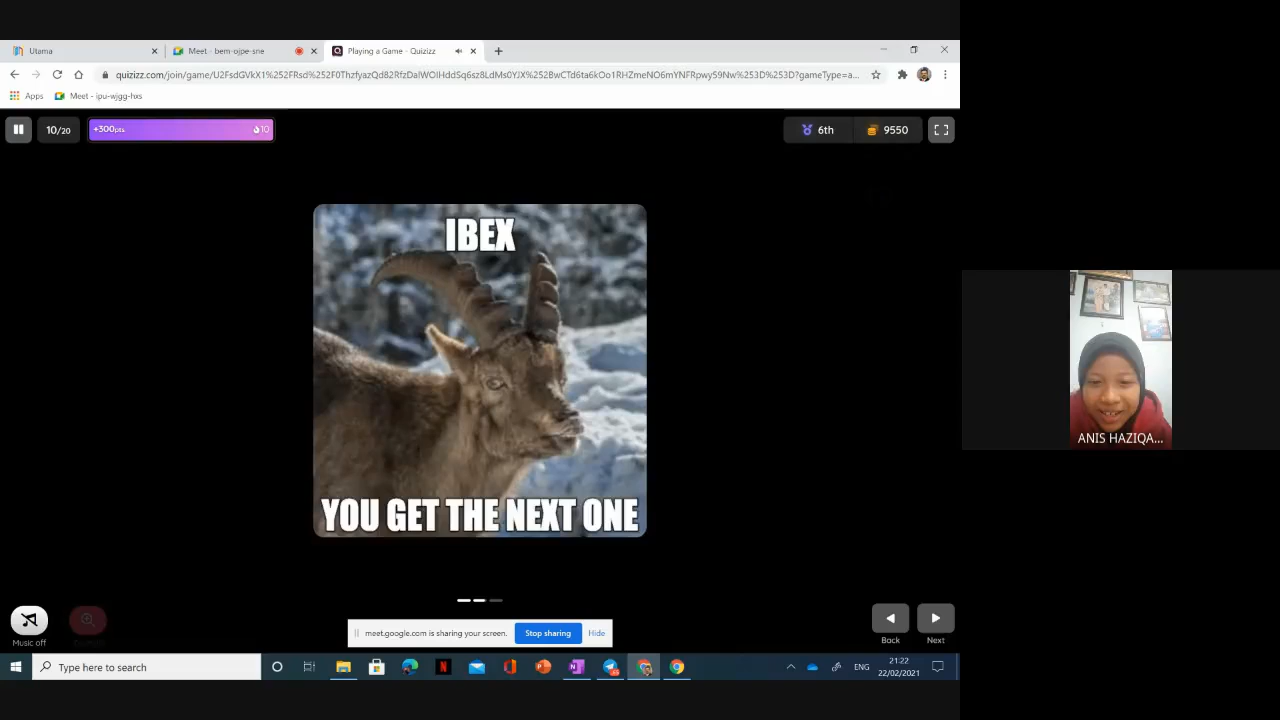 Utama
Meet - bem-ojpe-sne
Playing a Game - Quizizz
Apps
Meet - ipu-wjgg-hxs
10/20
+300pts
10
6th
9550
IBEX
YOU GET THE NEXT ONE
ANIS HAZIQA...
Music off
meet.google.com is sharing your screen.
Stop sharing
Hide
Back
Next
Type here to search
ENG
21:22
22/02/2021